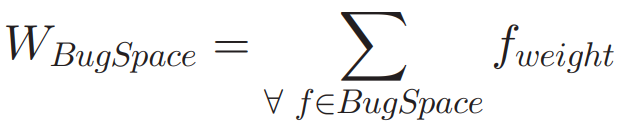 W_{BugSpace} = \sum_{\forall\ f \in BugSpace} f_{weight}